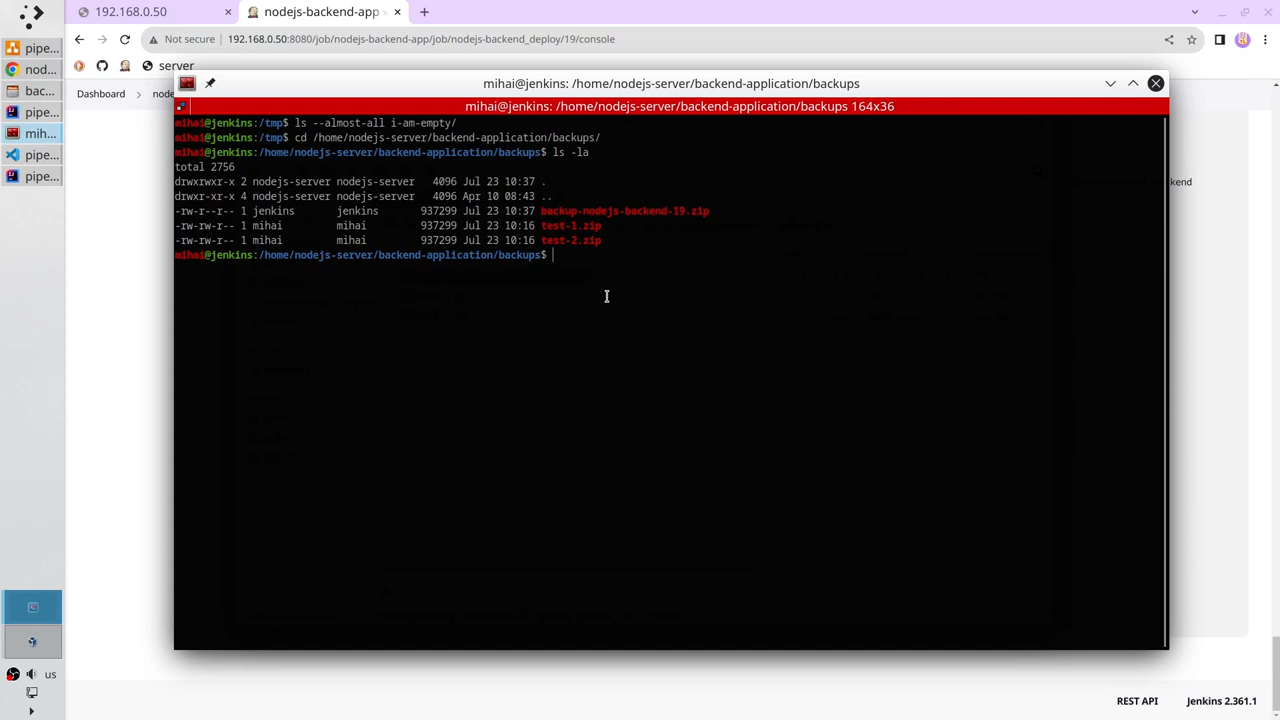 192.168.0.50
nodejs-backend-app
Not secure
192.168.0.50:8080/job/nodejs-backend-app/job/nodejs-backend_deploy/19/console
server
pipe...
nod...
bac...
pipe...
mih...
pipe...
pipe...
us
Dashboard
node
mihai@jenkins: /home/nodejs-server/backend-application/backups
mihai@jenkins: /home/nodejs-server/backend-application/backups 164x36
mihai@jenkins:/tmp$ ls --almost-all i-am-empty/
mihai@jenkins:/tmp$ cd /home/nodejs-server/backend-application/backups/
mihai@jenkins:/home/nodejs-server/backend-application/backups$ ls -la
total 2756
drwxrwxr-x 2 nodejs-server nodejs-server   4096 Jul 23 10:37 .
drwxr-xr-x 4 nodejs-server nodejs-server   4096 Apr 10 08:43 ..
-rw-r--r-- 1 jenkins       jenkins       937299 Jul 23 10:37 backup-nodejs-backend-19.zip
-rw-rw-r-- 1 mihai         mihai         937299 Jul 23 10:16 test-1.zip
-rw-rw-r-- 1 mihai         mihai         937299 Jul 23 10:16 test-2.zip
mihai@jenkins:/home/nodejs-server/backend-application/backups$
REST API
Jenkins 2.361.1